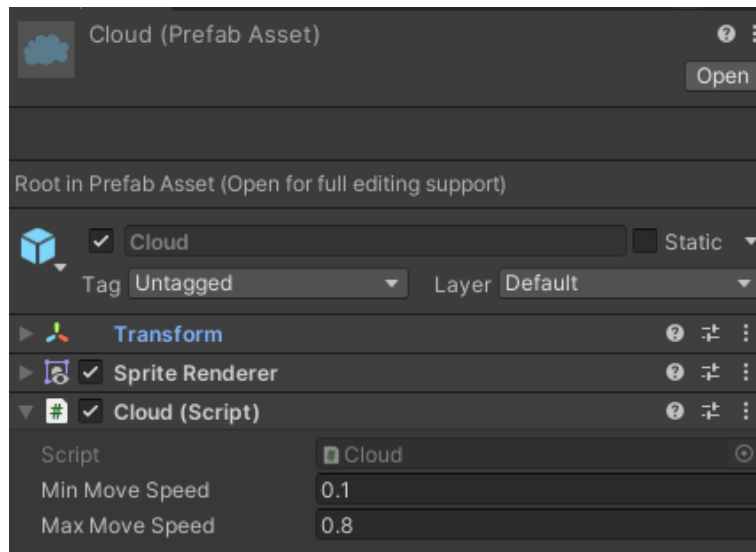 Cloud (Prefab Asset)
Open
Root in Prefab Asset (Open for full editing support)
Cloud Static
Tag Untagged Layer Default
Transform
Sprite Renderer
# Cloud (Script)
Script # Cloud
Min Move Speed 0.1
Max Move Speed 0.8